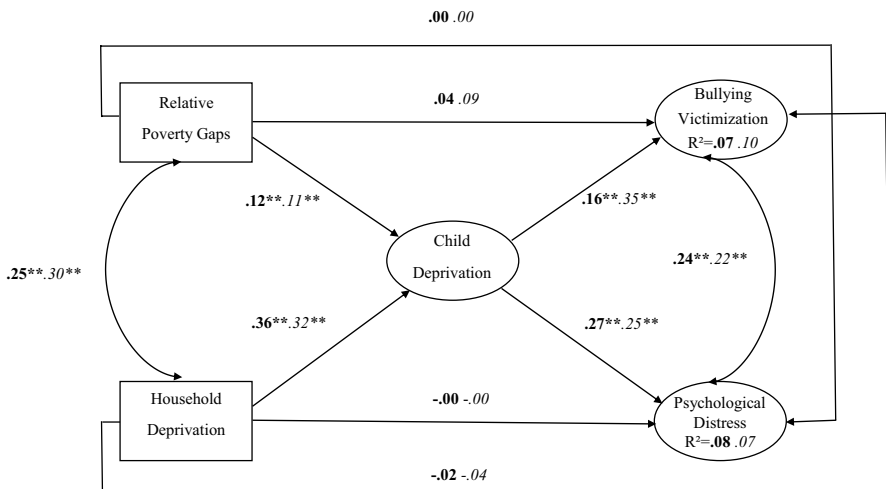 .00 .00
Relative
Poverty Gaps
.04 .09
Bullying
Victimization
R²=.07 .10
.12**.11**
.16**.35**
Child
Deprivation
.25**.30**
.24**.22**
.36**.32**
.27**.25**
Household
Deprivation
-.00 -.00
Psychological
Distress
R²=.08 .07
-.02 -.04